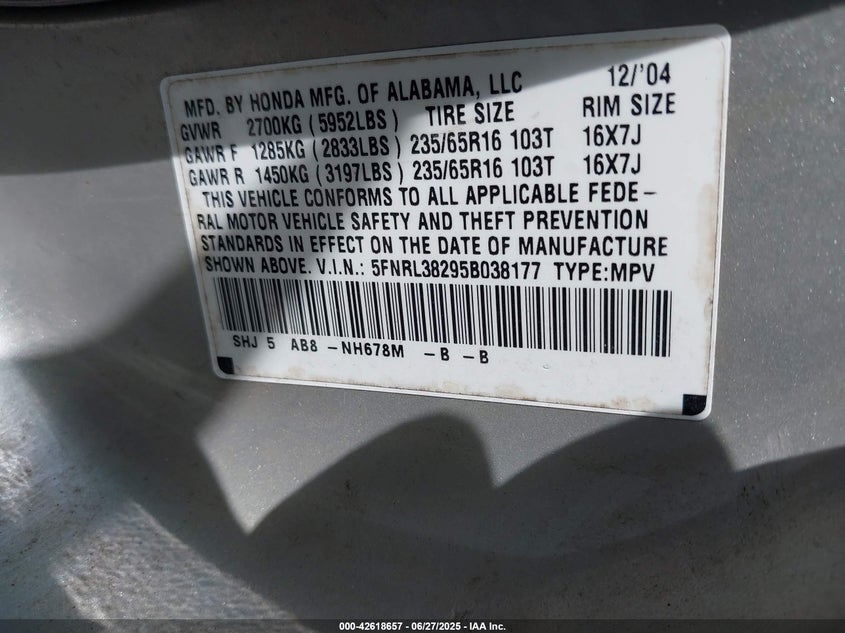 MFD. BY HONDA MFG. OF ALABAMA, LLC 12/'04
GVWR 2700KG (5952LBS) TIRE SIZE RIM SIZE
GAWR F 1285KG (2833LBS) 235/65R16 103T 16X7J
GAWR R 1450KG (3197LBS) 235/65R16 103T 16X7J
THIS VEHICLE CONFORMS TO ALL APPLICABLE FEDE-
RAL MOTOR VEHICLE SAFETY AND THEFT PREVENTION
STANDARDS IN EFFECT ON THE DATE OF MANUFACTURE
SHOWN ABOVE. V.I.N.: 5FNRL38295B038177 TYPE:MPV
SHJ 5 AB8 -NH678M -B -B
000-42618657 - 06/27/2025 - IAA Inc.